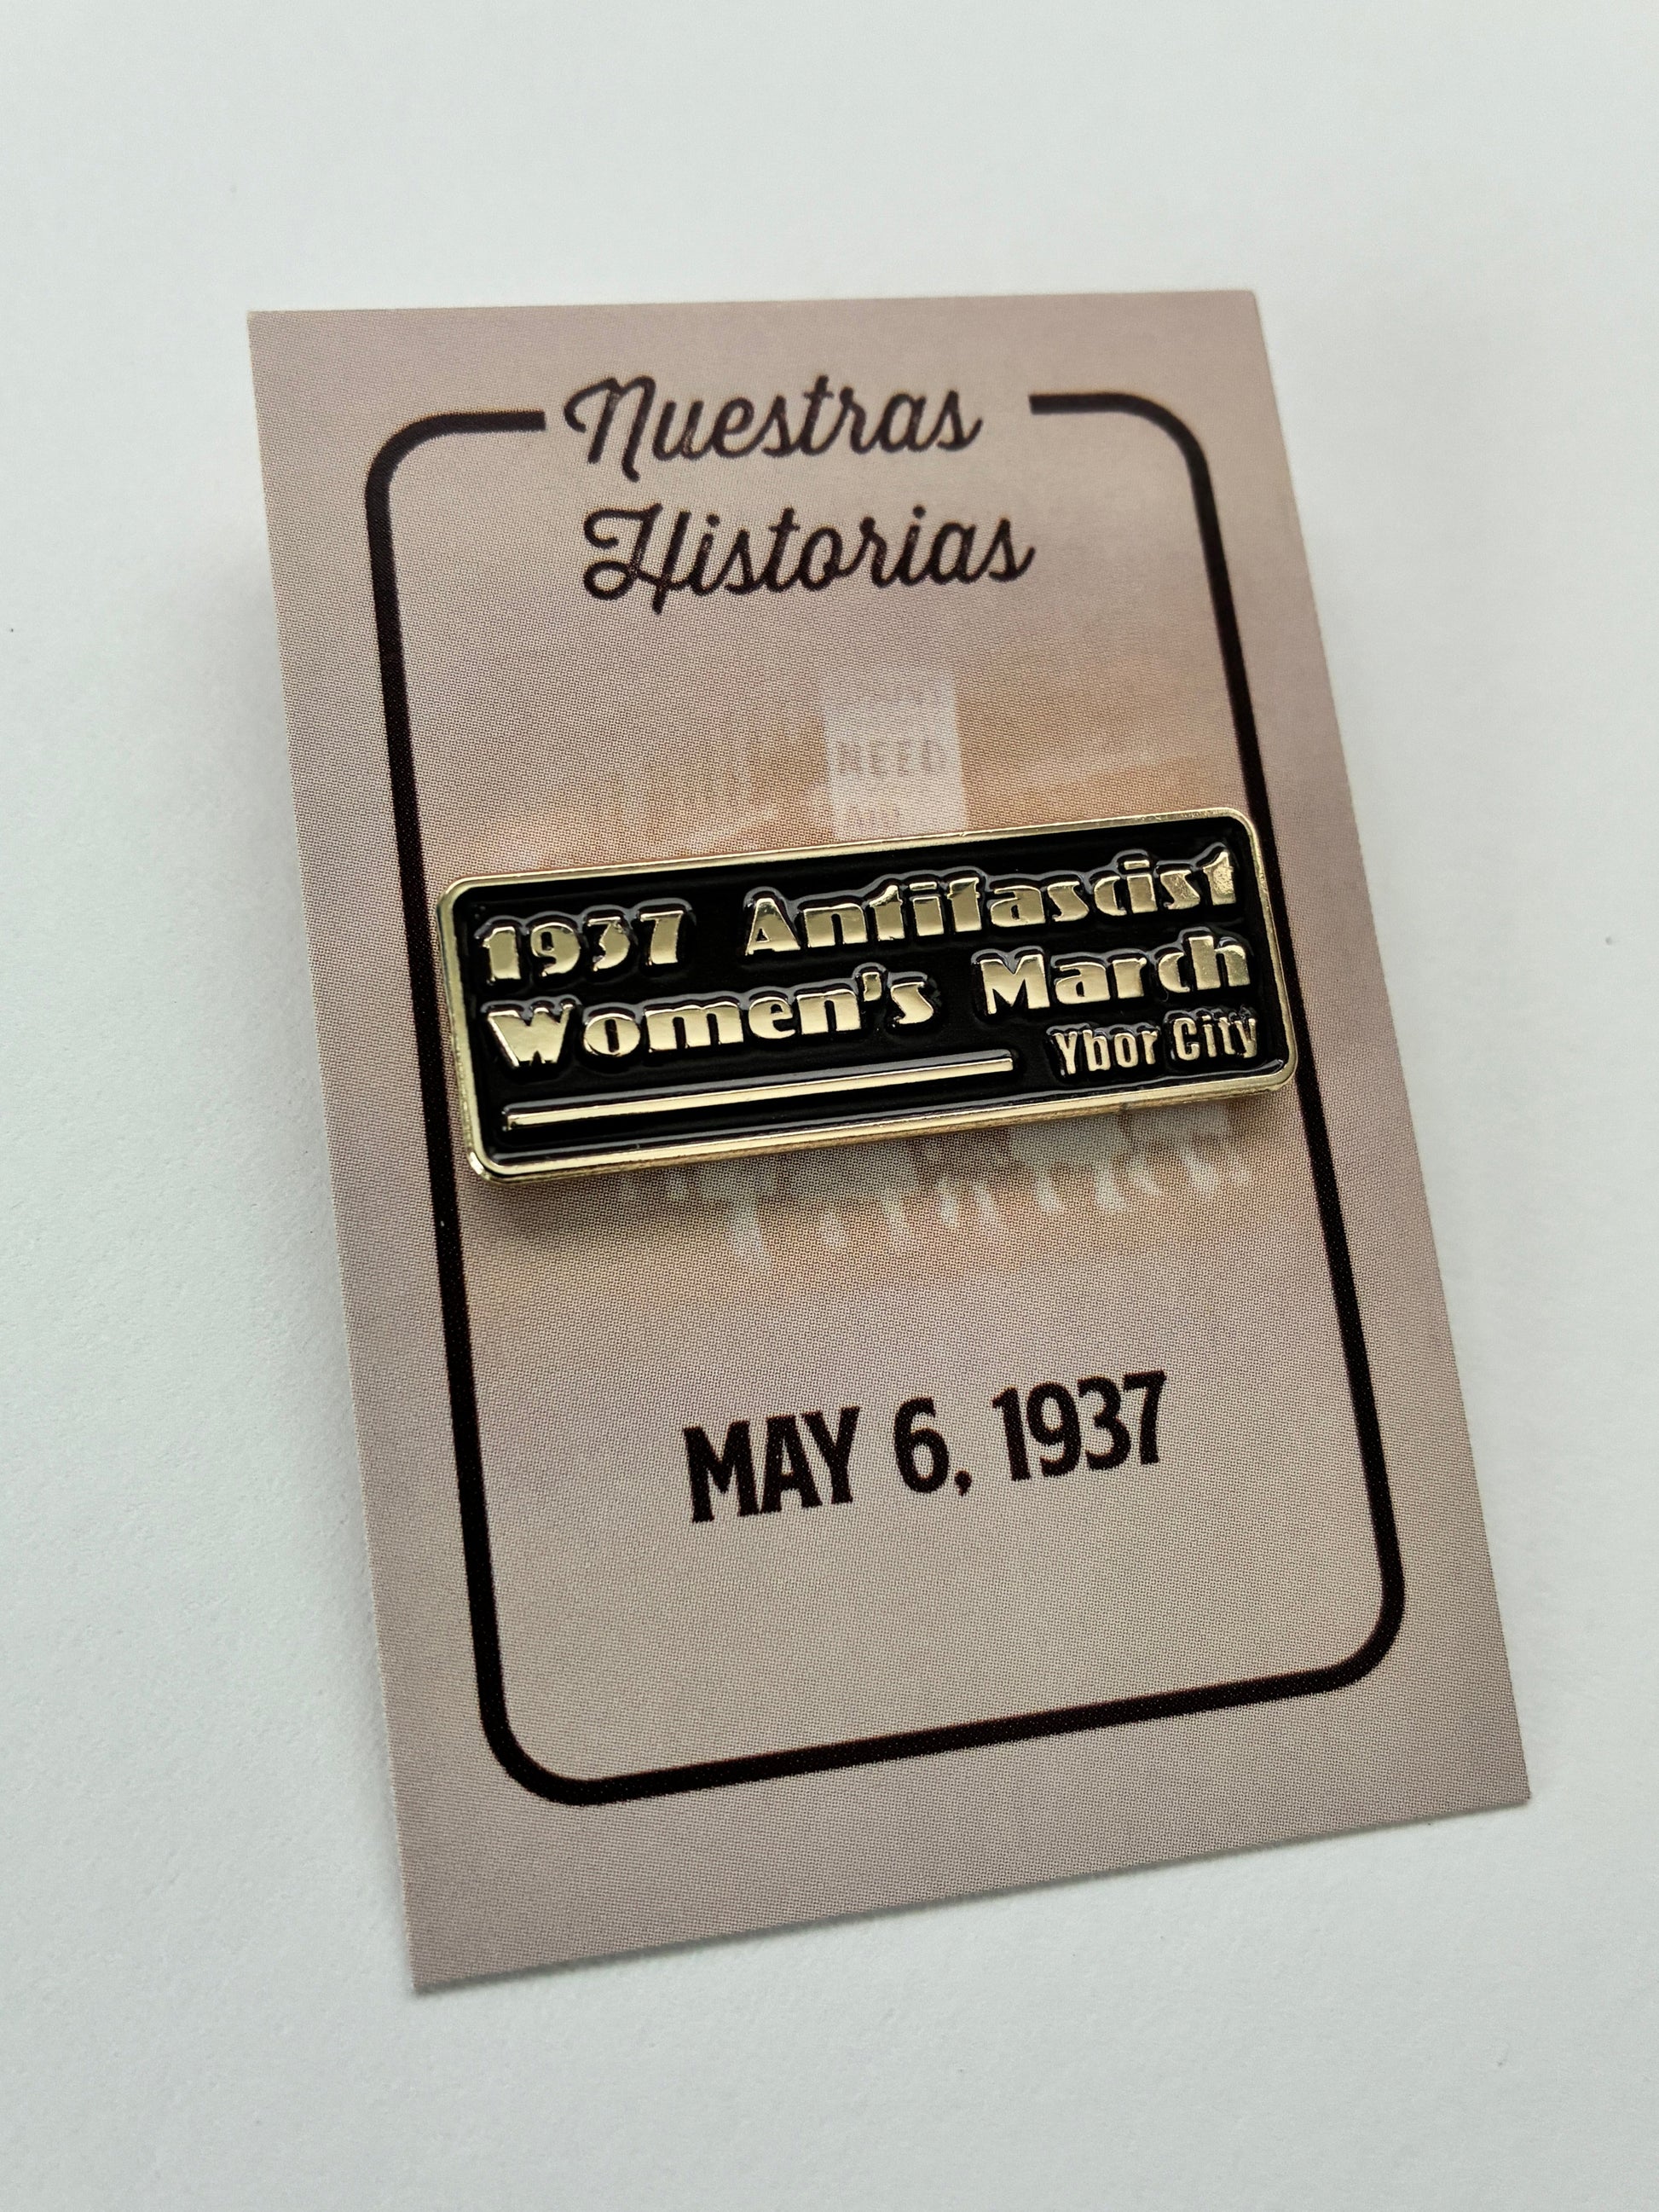 Nuestras
Historias
1937 Antifascist
Women's March
Ybor City
MAY 6, 1937